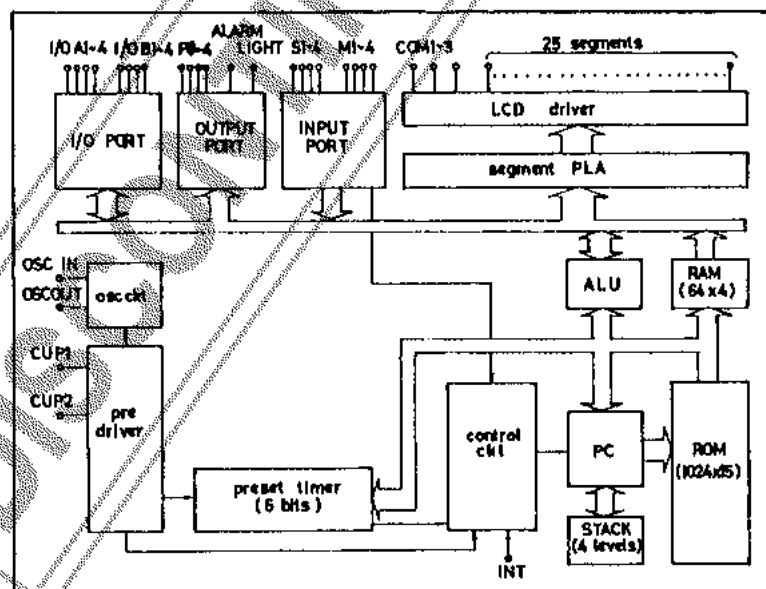 ALARM
I/O A1~4 I/O B1~4 P1~4 LIGHT S1~4 M1~4 COM1~3 25 segments
LCD driver
I/O PORT
OUTPUT
PORT
INPUT
PORT
segment PLA
OSC IN
OSCOUT
osc ckt
ALU
RAM
(64x4)
CUP1
CUP2
pre
driver
control
ckt
PC
ROM
(1024x15)
preset timer
(6 bits)
STACK
(4 levels)
INT